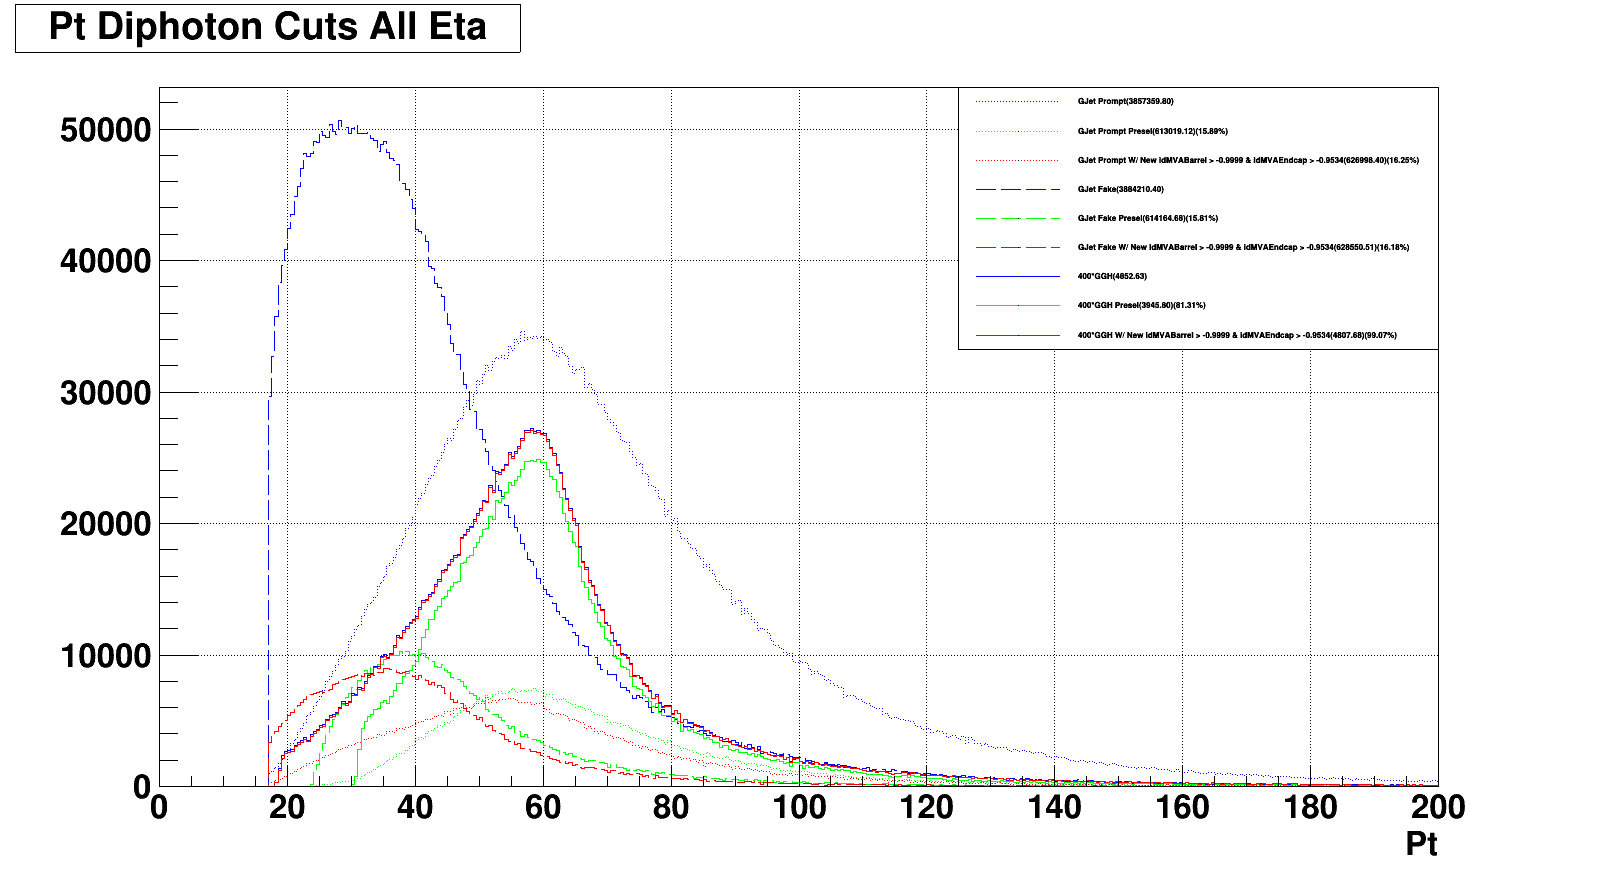 Pt Diphoton Cuts All Eta
GJet Prompt(3857359.80)
GJet Prompt Presel(613019.12)(15.89%)
GJet Prompt W/ New idMVABarrel > -0.9999 & idMVAEndcap > -0.9534(626998.40)(16.25%)
GJet Fake(3884210.40)
GJet Fake Presel(614164.68)(15.81%)
GJet Fake W/ New idMVABarrel > -0.9999 & idMVAEndcap > -0.9534(628550.51)(16.18%)
400*GGH(4852.63)
400*GGH Presel(3945.80)(81.31%)
400*GGH W/ New idMVABarrel > -0.9999 & idMVAEndcap > -0.9534(4807.68)(99.07%)
50000
40000
30000
20000
10000
0
0 20 40 60 80 100 120 140 160 180 200
Pt